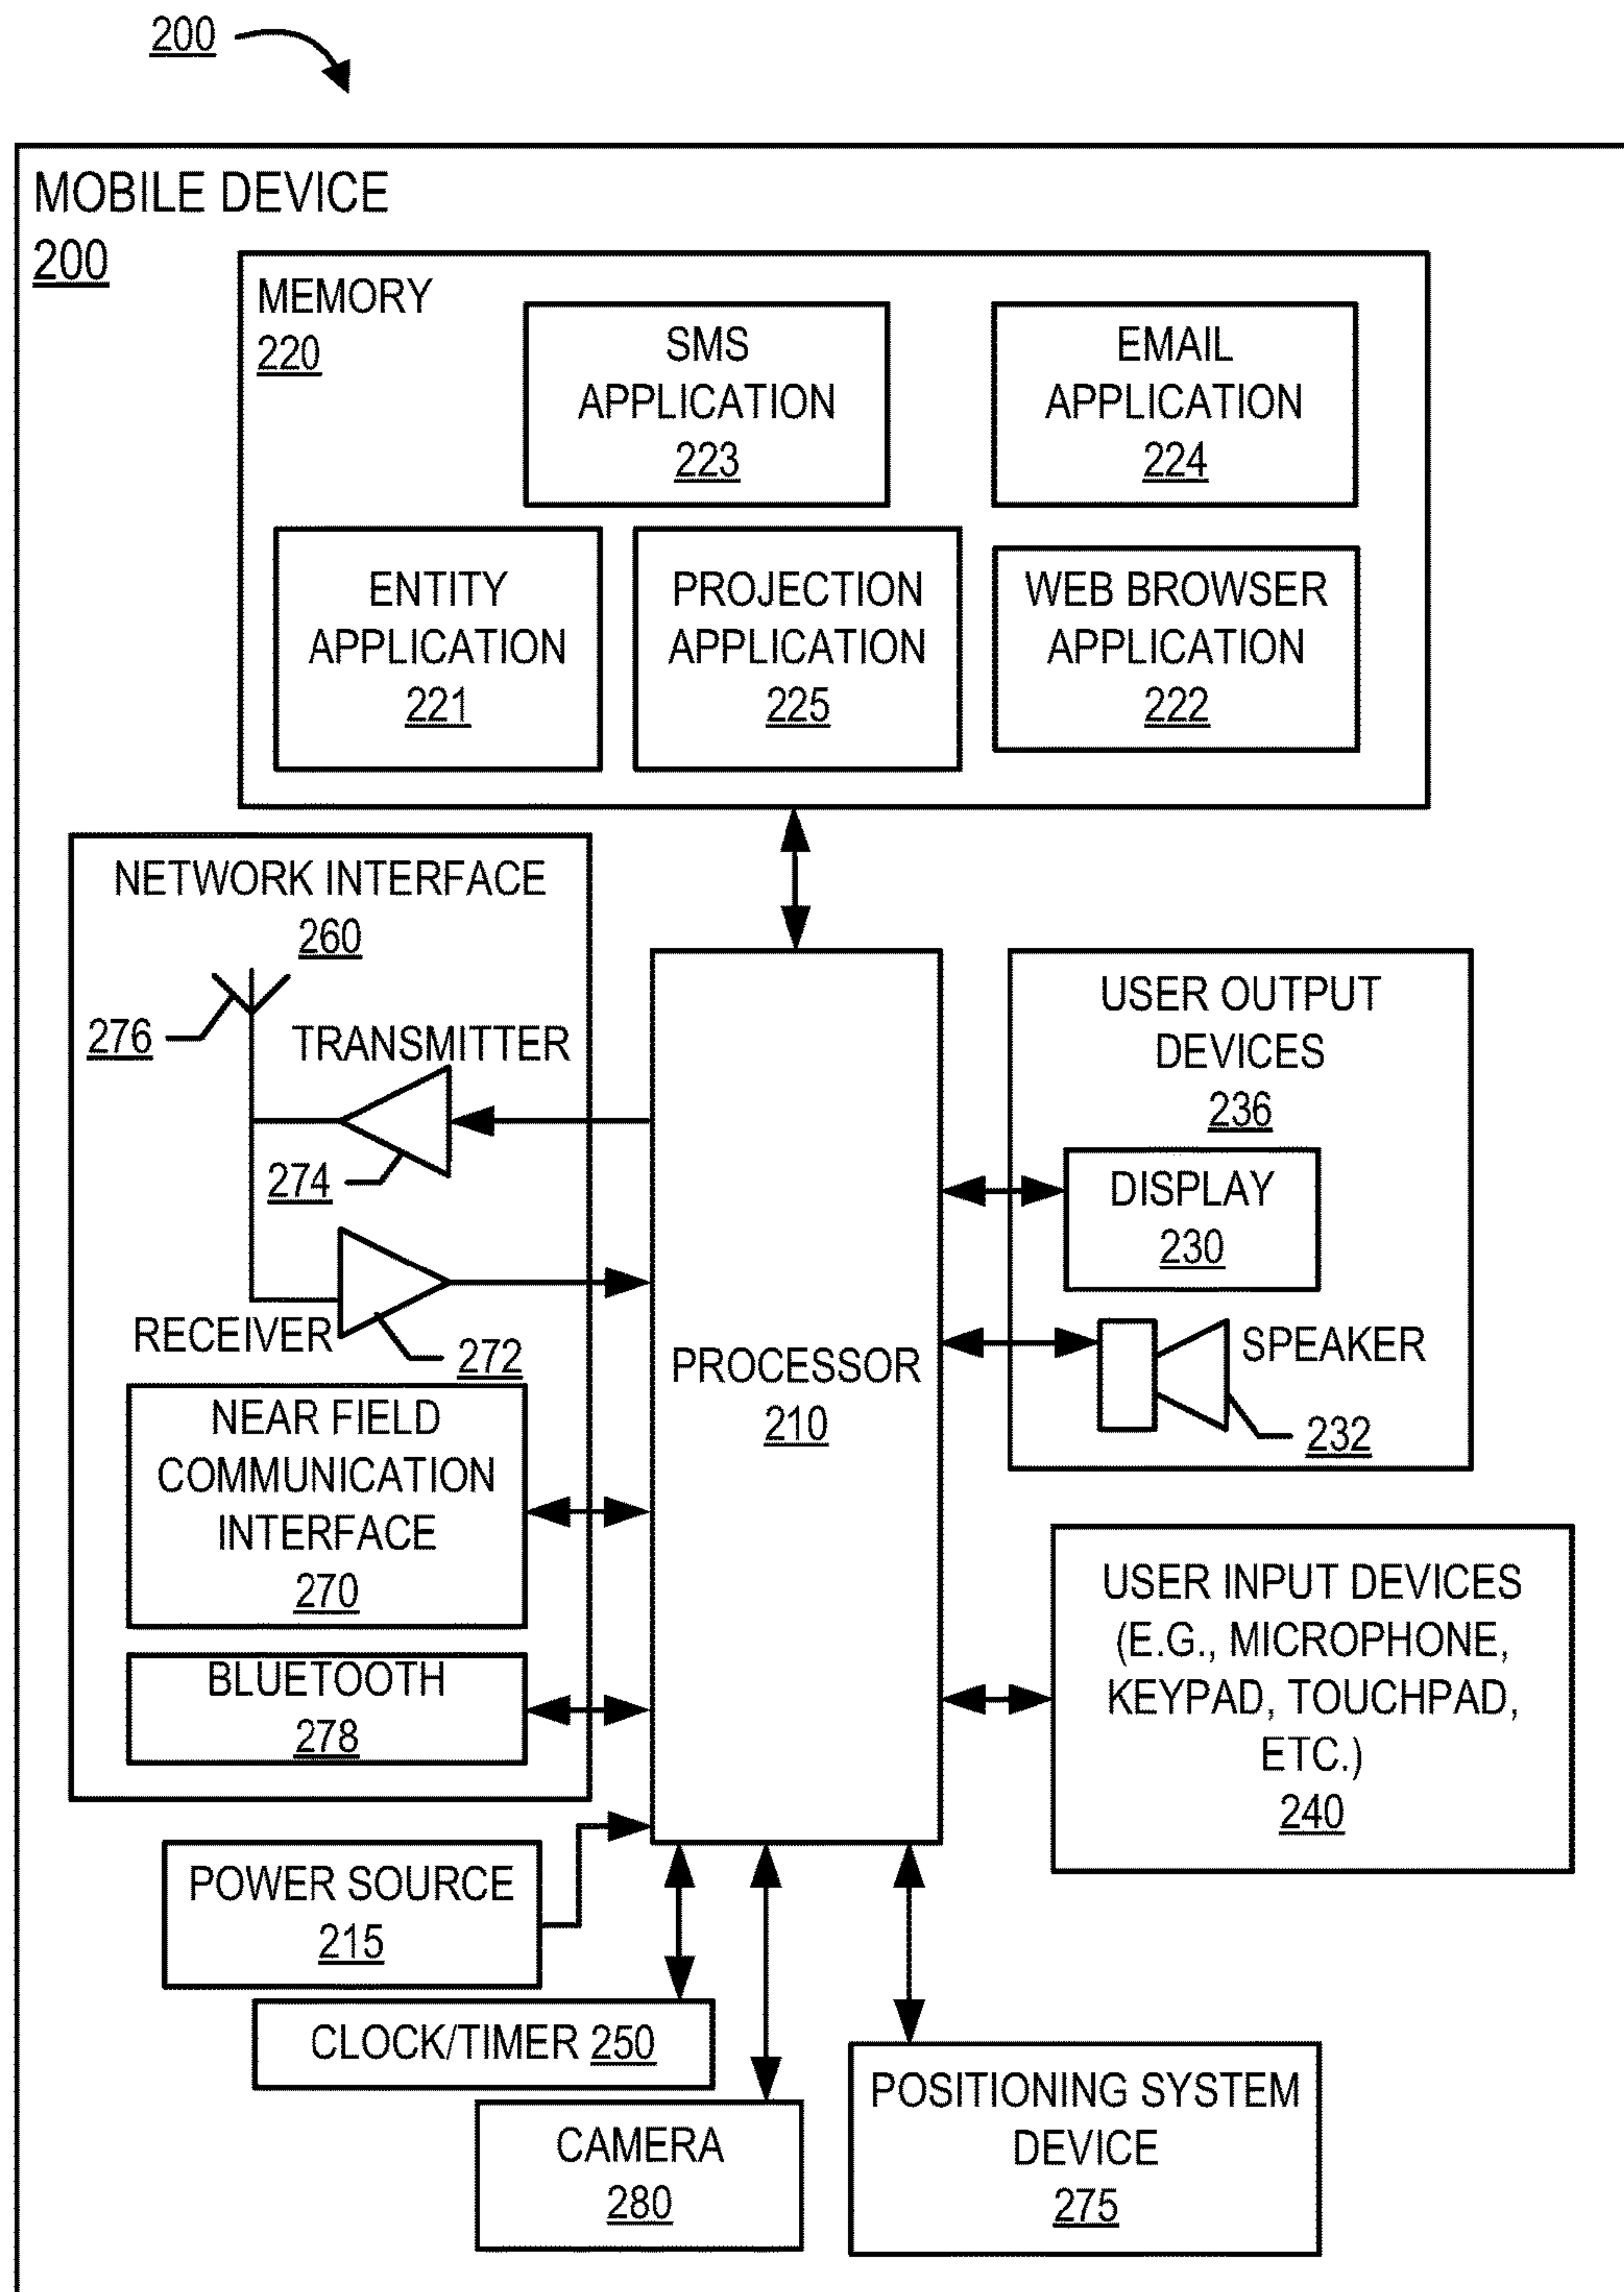 200
MOBILE DEVICE
200
MEMORY
220
SMS
APPLICATION
223
EMAIL
APPLICATION
224
ENTITY
APPLICATION
221
PROJECTION
APPLICATION
225
WEB BROWSER
APPLICATION
222
NETWORK INTERFACE
260
276
TRANSMITTER
274
RECEIVER
272
NEAR FIELD
COMMUNICATION
INTERFACE
270
BLUETOOTH
278
PROCESSOR
210
USER OUTPUT
DEVICES
236
DISPLAY
230
SPEAKER
232
USER INPUT DEVICES
(E.G., MICROPHONE,
KEYPAD, TOUCHPAD,
ETC.)
240
POWER SOURCE
215
CLOCK/TIMER 250
CAMERA
280
POSITIONING SYSTEM
DEVICE
275